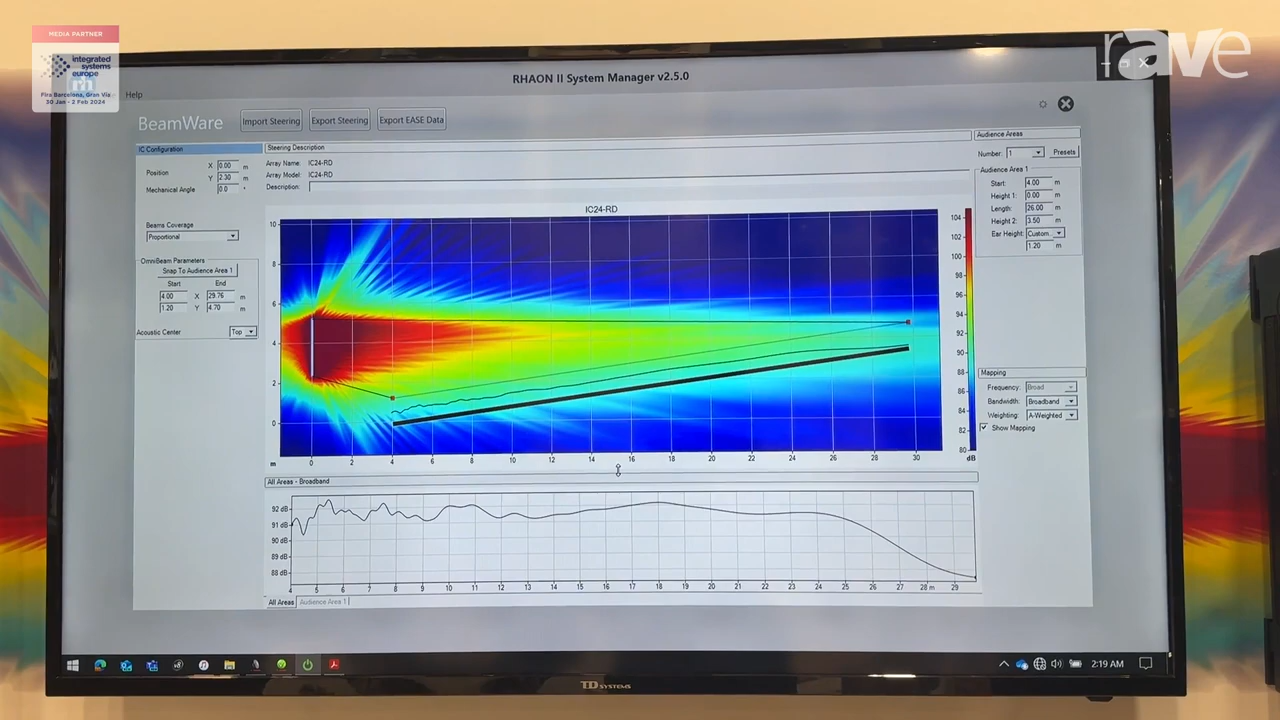 MEDIA PARTNER
integrated
systems
europe
Fira Barcelona, Gran Vía
30 Jan - 2 Feb 2024
rave
RHAON II System Manager v2.5.0
Help
BeamWare
Import Steering
Export Steering
Export EASE Data
IC Configuration
Position
X 0.00 m
Y 2.30 m
Mechanical Angle 0.0 °
Beams Coverage
Proportional
OmniBeam Parameters
Snap To Audience Area 1
Start End
4.00 X 29.76 m
1.20 Y 4.70 m
Acoustic Center Top
Steering Description
Array Name: IC24-RD
Array Model: IC24-RD
Description:
IC24-RD
10
8
6
4
2
0
m 0 2 4 6 8 10 12 14 16 18 20 22 24 26 28 30 dB
104
102
100
98
96
94
92
90
88
86
84
82
80
Audience Areas
Number: 1 Presets
Audience Area 1
Start: 4.00 m
Height 1: 0.00 m
Length: 26.00 m
Height 2: 3.50 m
Ear Height: Custom
1.20 m
Mapping
Frequency: Broad
Bandwidth: Broadband
Weighting: A-Weighted
Show Mapping
All Areas - Broadband
92 dB
91 dB
90 dB
89 dB
88 dB
4 5 6 7 8 9 10 11 12 13 14 15 16 17 18 19 20 21 22 23 24 25 26 27 28 m 29
All Areas Audience Area 1
2:19 AM
TD SYSTEMS